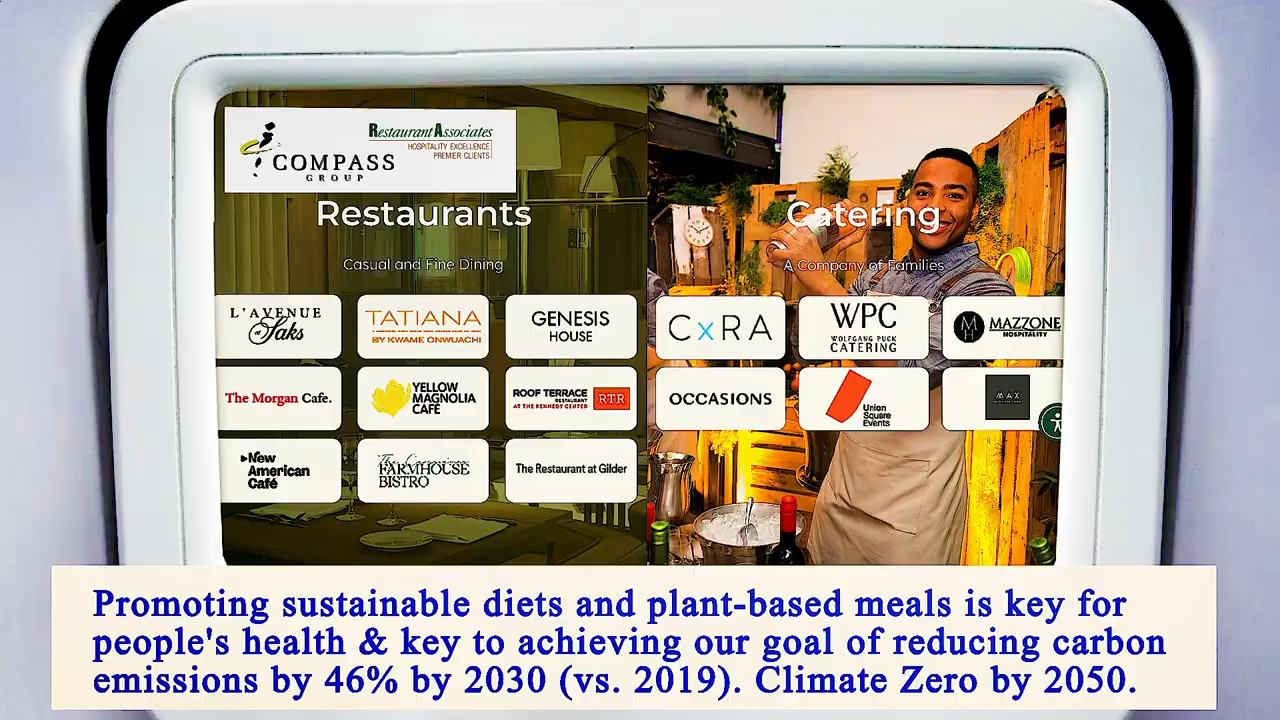 COMPASS
GROUP
Restaurant Associates
HOSPITALITY EXCELLENCE
PREMIER CLIENTS
Restaurants
Casual and Fine Dining
L'AVENUE
at Saks
TATIANA
BY KWAME ONWUACHI
GENESIS
HOUSE
The Morgan Cafe.
YELLOW
MAGNOLIA
CAFÉ
ROOF TERRACE
RESTAURANT
AT THE KENNEDY CENTER
RTR
New
American
Café
FARMHOUSE
BISTRO
The Restaurant at Gilder
Catering
A Company of Families
CxRA
WPC
WOLFGANG PUCK
CATERING
MH
MAZZONE
HOSPITALITY
OCCASIONS
Union
Square
Events
MAX
Promoting sustainable diets and plant-based meals is key for
people's health & key to achieving our goal of reducing carbon
emissions by 46% by 2030 (vs. 2019). Climate Zero by 2050.